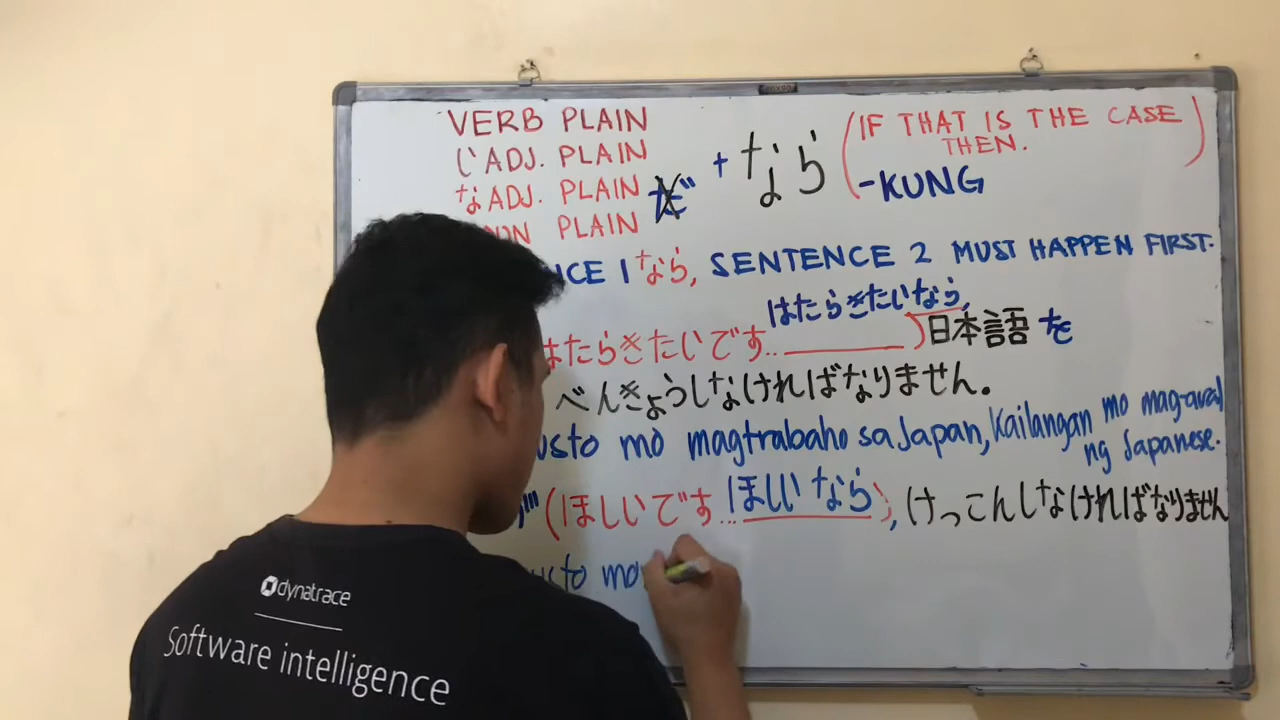 VERB PLAIN
い ADJ. PLAIN
な ADJ. PLAIN だ + なら (IF THAT IS THE CASE THEN.)
PLAIN
-KUNG
1 なら, SENTENCE 2 MUST HAPPEN FIRST.
はたらきたいなら,
はたらきたいです... ) 日本語 を
べんきょうしなければなりません。
mo magtrabaho sa Japan, Kailangan mo mag-aral
ng Japanese.
(ほしいです... ほしいなら), けっこんしなければなりません
mo
dynatrace
Software intelligence